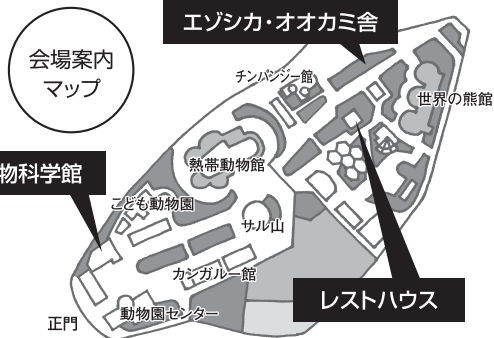 会場案内
マップ
エゾシカ・オオカミ舎
チンパンジー館
世界の熊館
熱帯動物館
物科学館
こども動物園
サル山
カンガルー館
レストハウス
動物園センター
正門